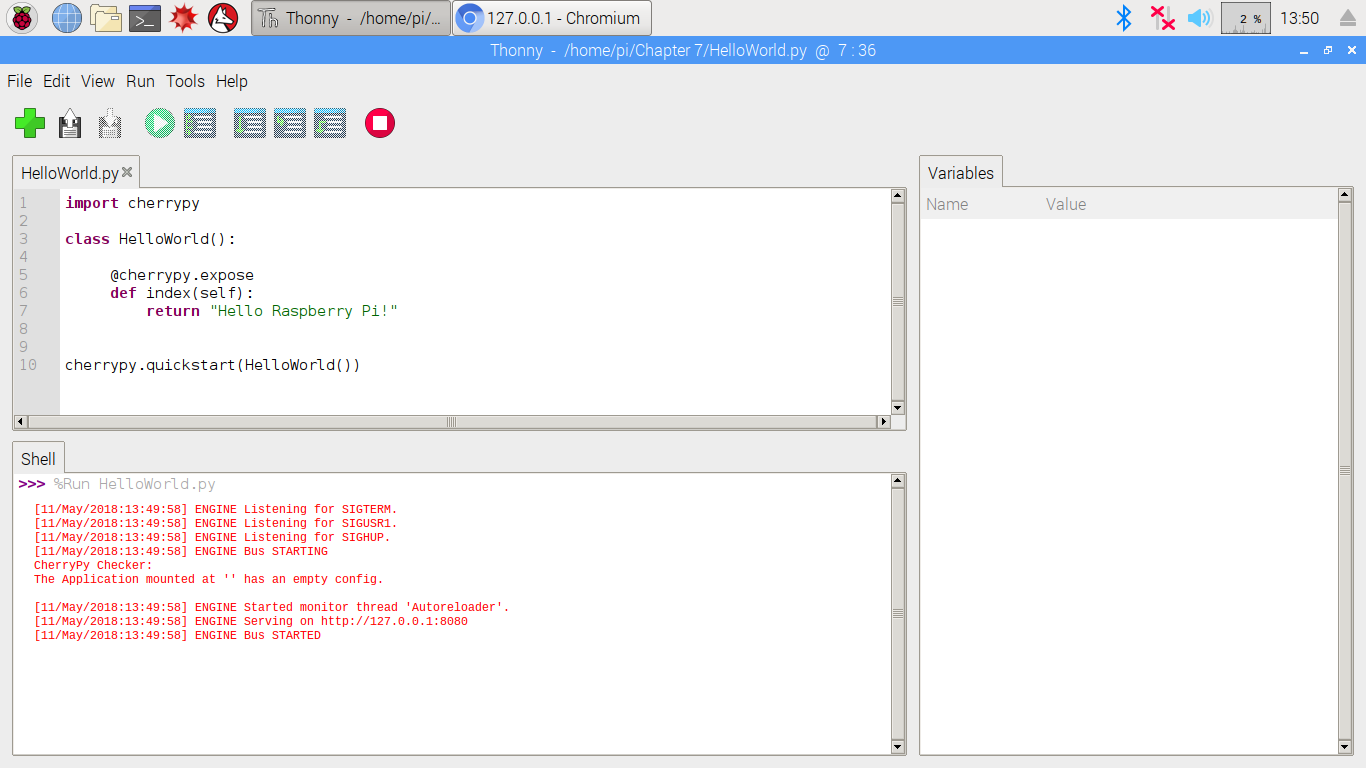 Thonny - /home/pi/...
127.0.0.1 - Chromium
2 %
13:50
Thonny - /home/pi/Chapter 7/HelloWorld.py @ 7 : 36
File Edit View Run Tools Help
HelloWorld.py
1 import cherrypy
2
3 class HelloWorld():
4
5 @cherrypy.expose
6 def index(self):
7 return "Hello Raspberry Pi!"
8
9
10 cherrypy.quickstart(HelloWorld())
Shell
>>> %Run HelloWorld.py
[11/May/2018:13:49:58] ENGINE Listening for SIGTERM.
[11/May/2018:13:49:58] ENGINE Listening for SIGUSR1.
[11/May/2018:13:49:58] ENGINE Listening for SIGHUP.
[11/May/2018:13:49:58] ENGINE Bus STARTING
CherryPy Checker:
The Application mounted at '' has an empty config.
[11/May/2018:13:49:58] ENGINE Started monitor thread 'Autoreloader'.
[11/May/2018:13:49:58] ENGINE Serving on http://127.0.0.1:8080
[11/May/2018:13:49:58] ENGINE Bus STARTED
Variables
Name Value